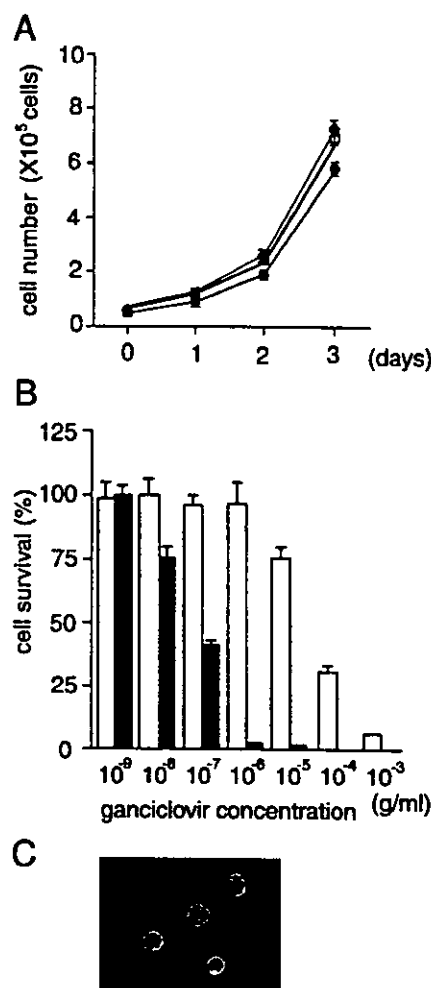 A
cell number (X10⁵ cells)
10
8
6
4
2
0
0 1 2 3 (days)
B
cell survival (%)
125
100
75
50
25
0
10⁻⁹ 10⁻⁸ 10⁻⁷ 10⁻⁶ 10⁻⁵ 10⁻⁴ 10⁻³
ganciclovir concentration (g/ml)
C